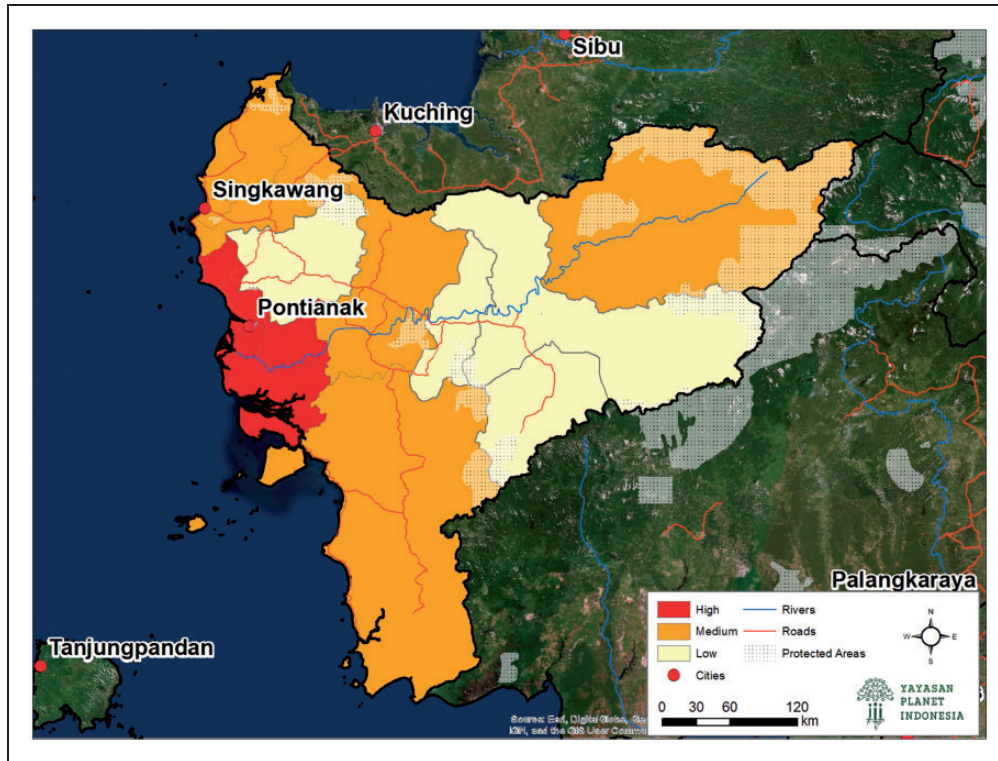 Sibu
Kuching
Singkawang
Pontianak
Palangkaraya
Tanjungpandan
High
Medium
Low
Cities
Rivers
Roads
Protected Areas
N
W E
S
0 30 60 120
km
YAYASAN
PLANET
INDONESIA
Source: Esri, DigitalGlobe,
IGN, and the GIS User